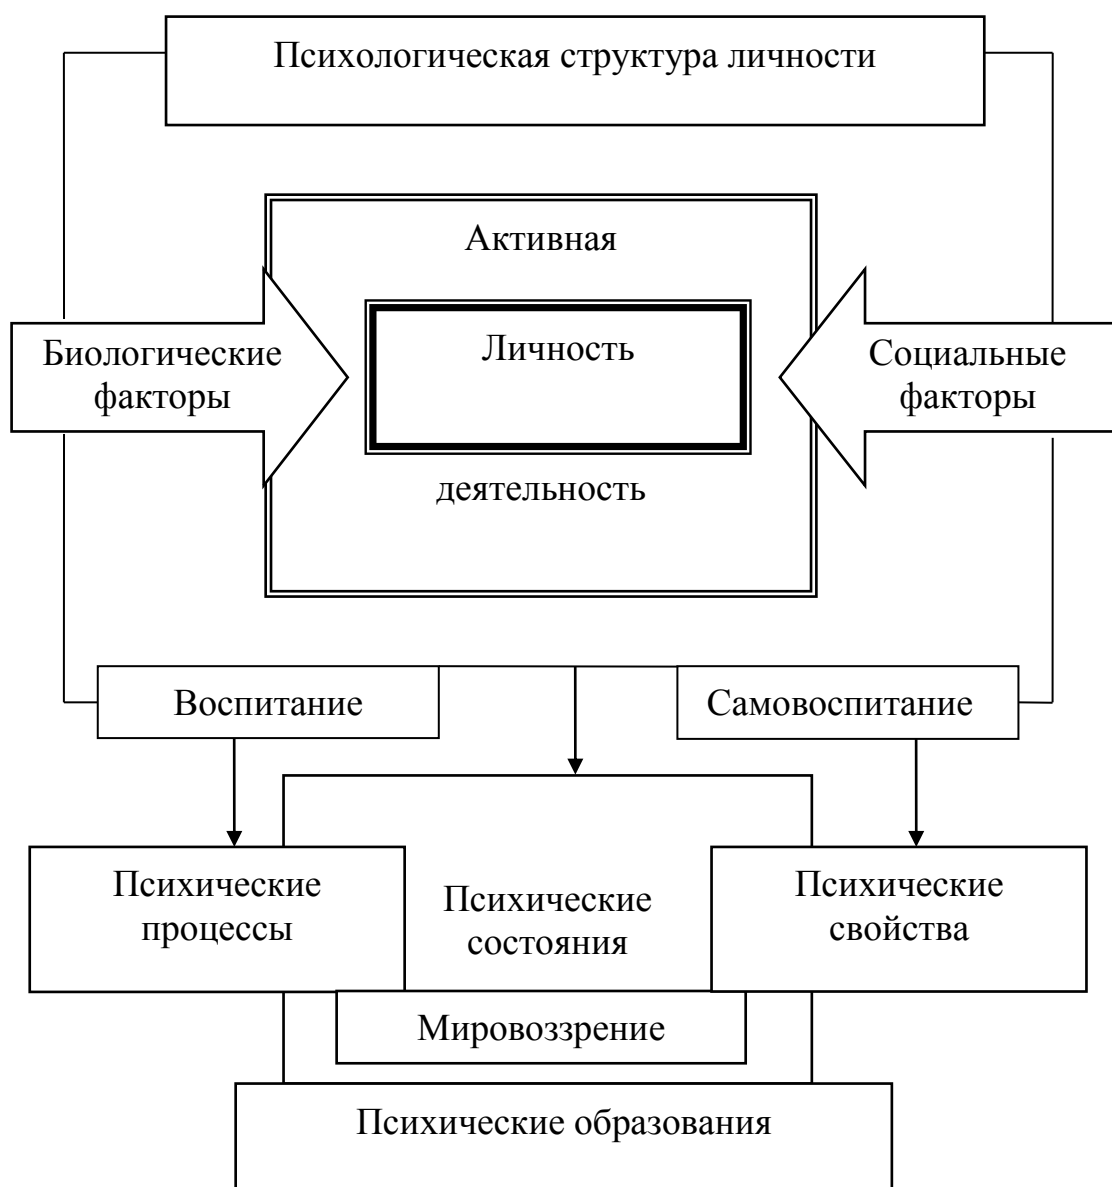 Психологическая структура личности
Активная
Личность
Биологические
факторы
Социальные
факторы
деятельность
Воспитание
Самовоспитание
Психические
процессы
Психические
состояния
Психические
свойства
Мировоззрение
Психические образования